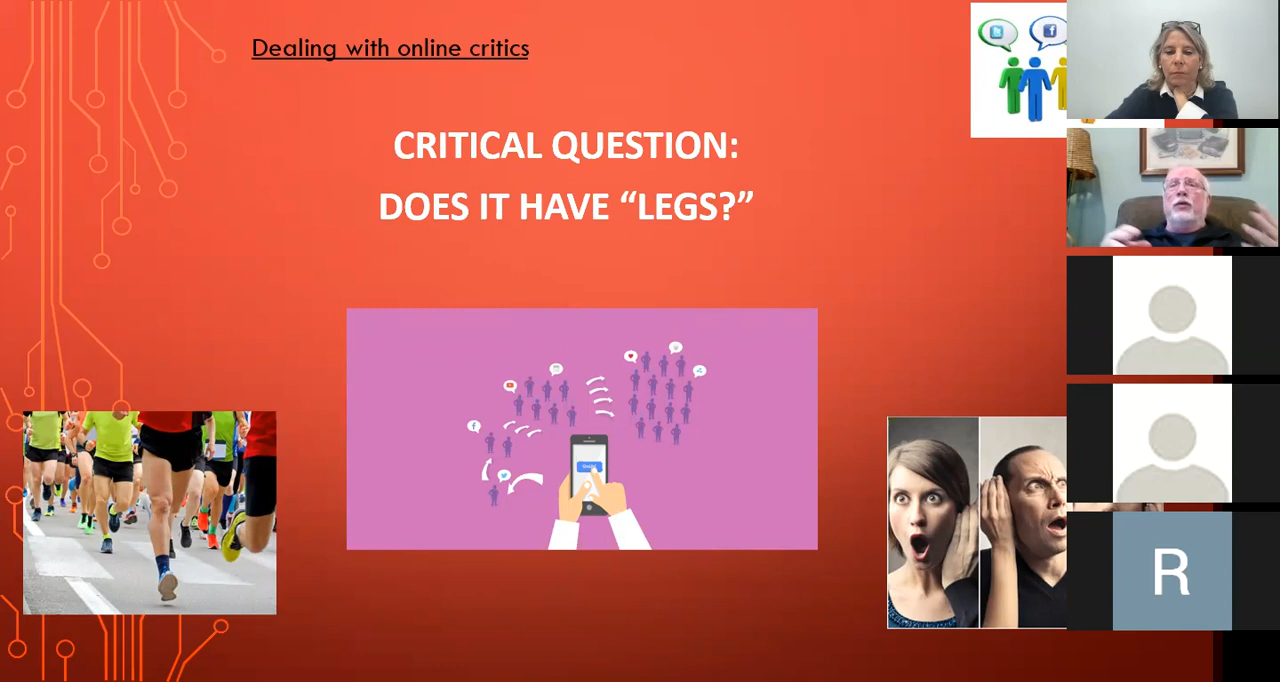 Dealing with online critics
CRITICAL QUESTION:
DOES IT HAVE “LEGS?”
R